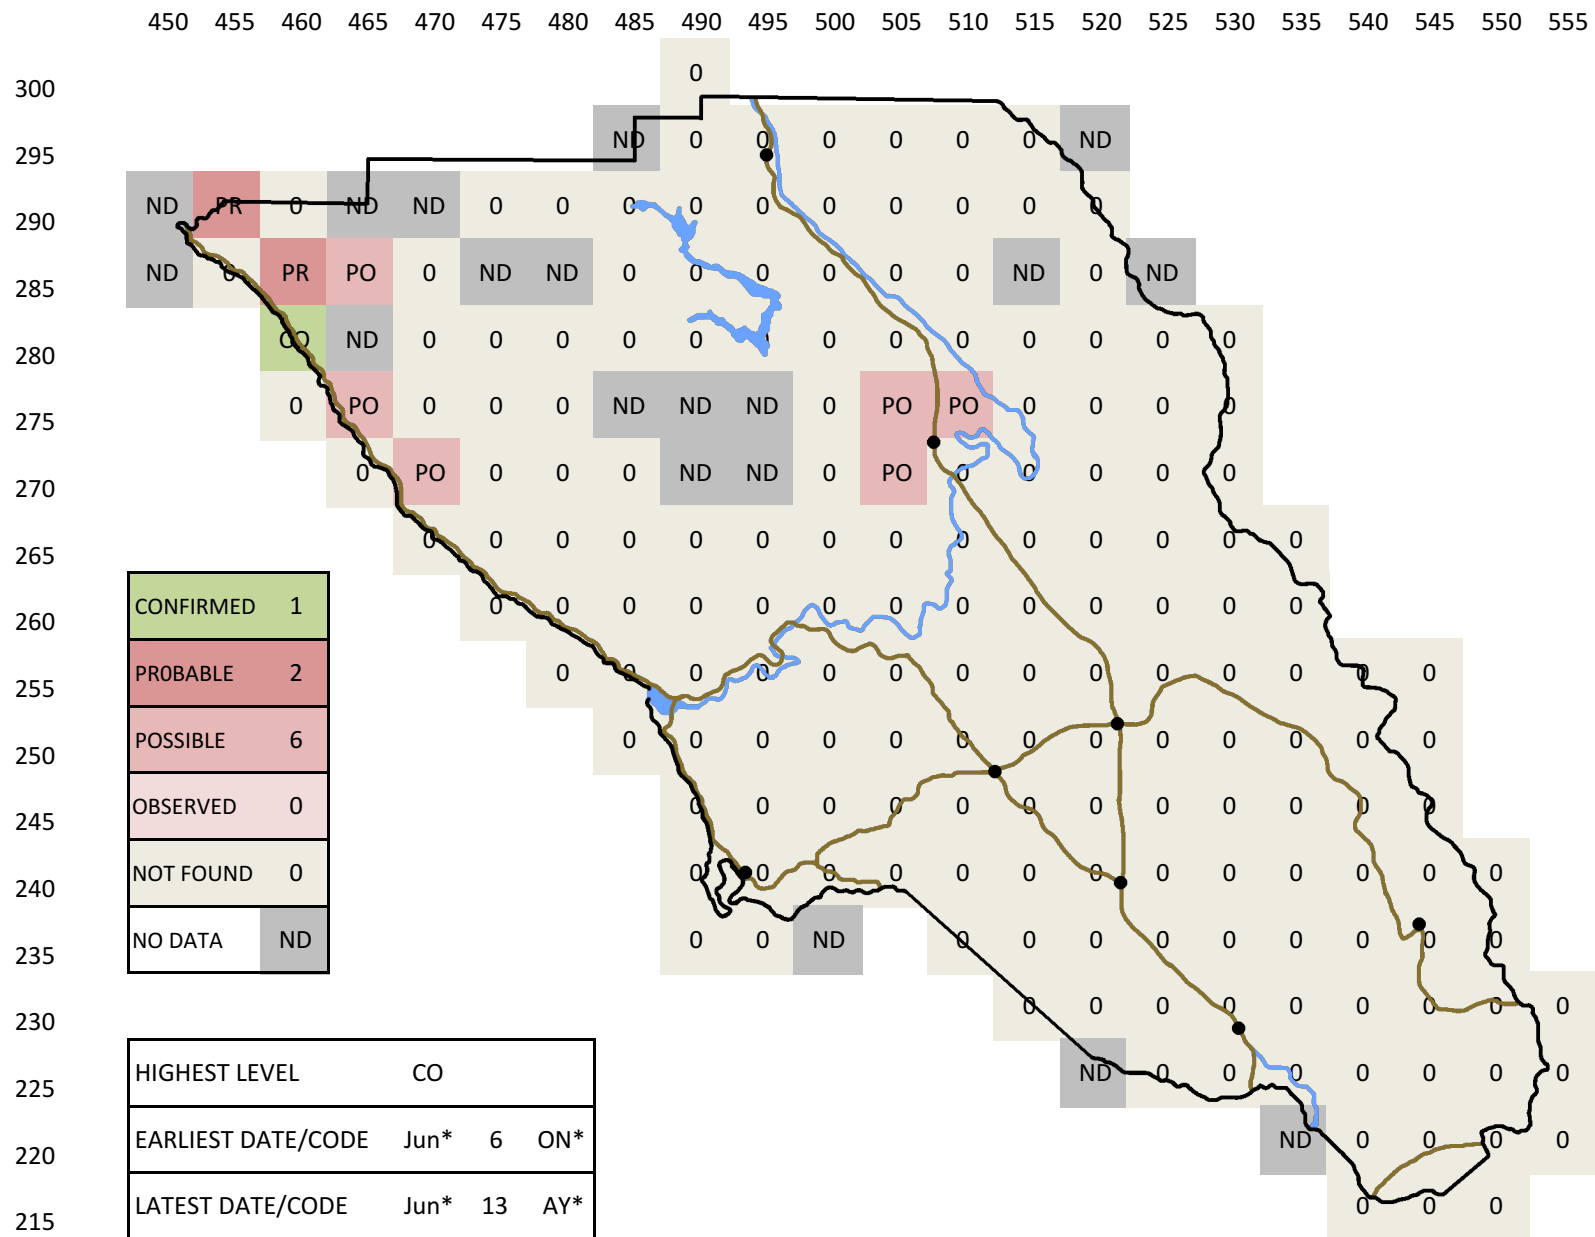 450 455 460 465 470 475 480 485 490 495 500 505 510 515 520 525 530 535 540 545 550 555
300 0
295 ND 0 0 0 0 0 0 ND
290 ND PR 0 ND ND 0 0 0 0 0 0 0 0 0 0
285 ND 0 PR PO 0 ND ND 0 0 0 0 0 0 ND 0 ND
280 CO ND 0 0 0 0 0 0 0 0 0 0 0 0 0
275 0 PO 0 0 0 ND ND ND 0 PO PO 0 0 0 0
270 0 PO 0 0 0 ND ND 0 PO 0 0 0 0 0
265 0 0 0 0 0 0 0 0 0 0 0 0 0 0
260 0 0 0 0 0 0 0 0 0 0 0 0 0
255 0 0 0 0 0 0 0 0 0 0 0 0 0 0
250 0 0 0 0 0 0 0 0 0 0 0 0 0
245 0 0 0 0 0 0 0 0 0 0 0 0
240 0 0 0 0 0 0 0 0 0 0 0 0 0
235 0 0 ND 0 0 0 0 0 0 0 0 0
230 0 0 0 0 0 0 0 0 0
225 ND 0 0 0 0 0 0 0
220 ND 0 0 0 0
215 0 0 0
CONFIRMED 1
PR0BABLE 2
POSSIBLE 6
OBSERVED 0
NOT FOUND 0
NO DATA ND
HIGHEST LEVEL CO
EARLIEST DATE/CODE Jun* 6 ON*
LATEST DATE/CODE Jun* 13 AY*